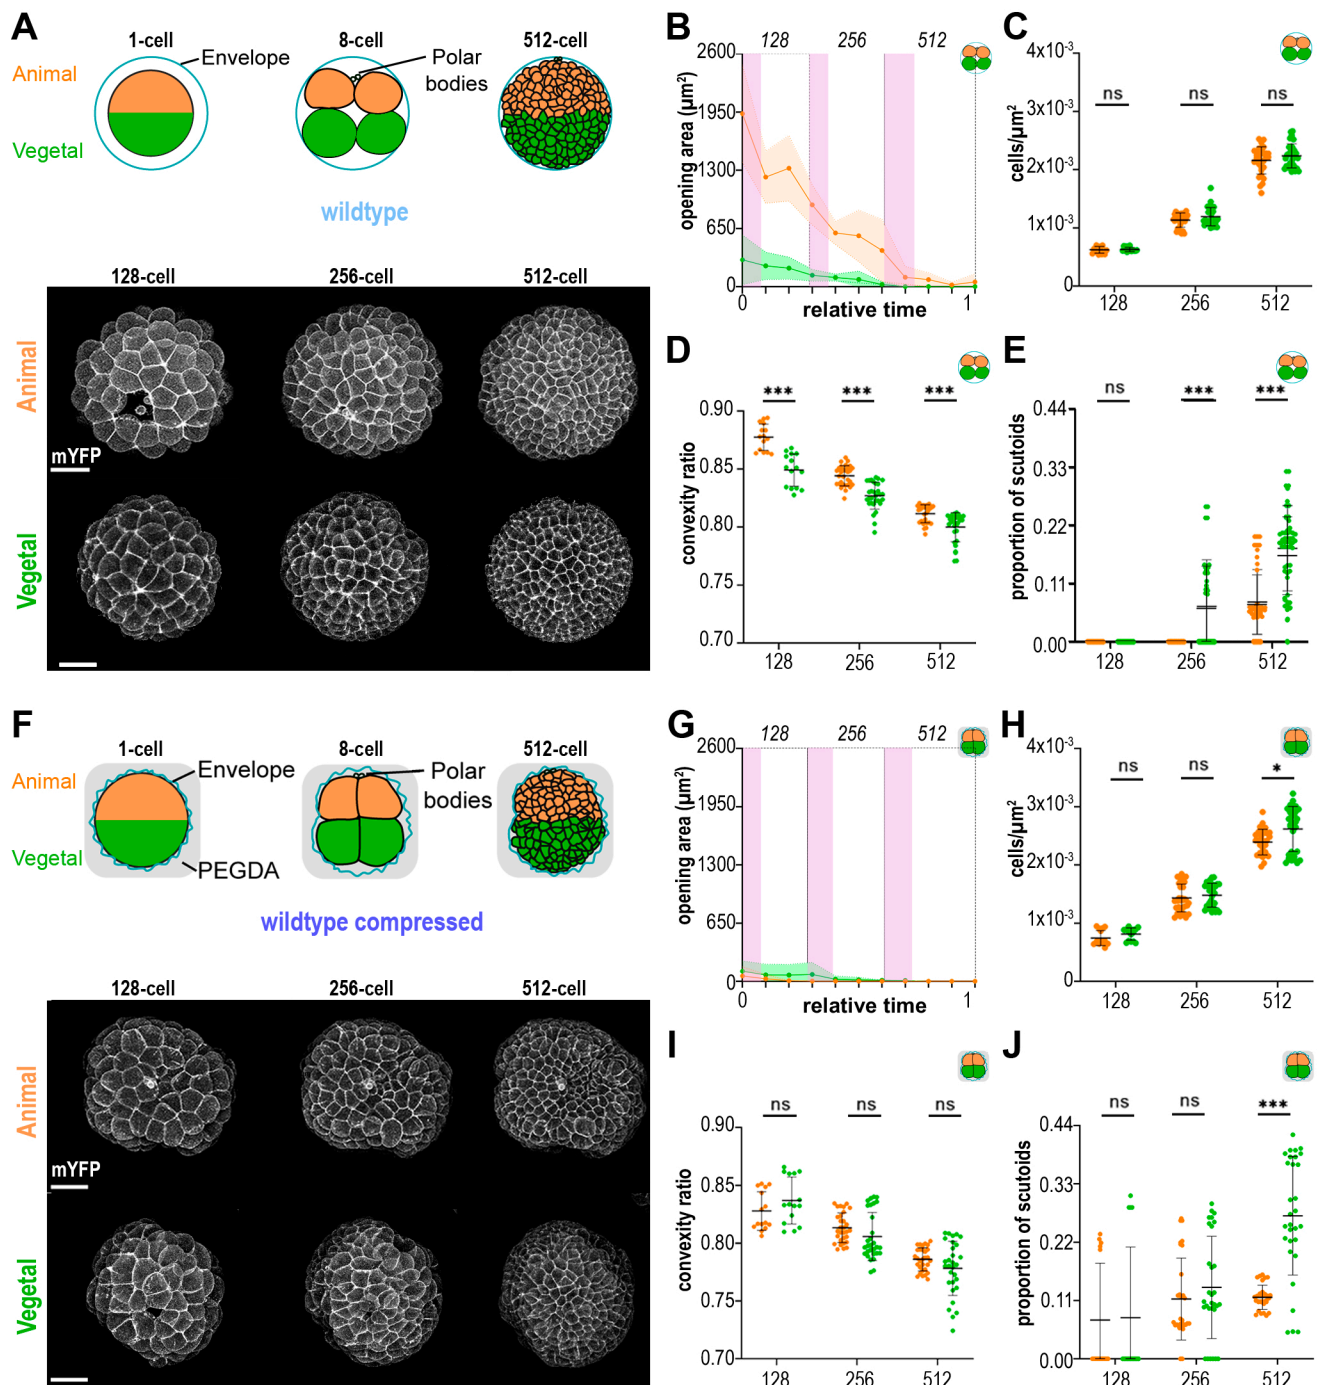 A
1-cell
8-cell
512-cell
Animal
Envelope
Polar
bodies
Vegetal
wildtype
128-cell
256-cell
512-cell
Animal
mYFP
Vegetal
B
128
256
512
opening area (µm²)
2600
1950
1300
650
0
0
1
relative time
C
cells/µm²
4x10⁻³
3x10⁻³
2x10⁻³
1x10⁻³
0
ns
ns
ns
128
256
512
D
convexity ratio
0.90
0.85
0.80
0.75
0.70
***
***
***
128
256
512
E
proportion of scutoids
0.44
0.33
0.22
0.11
0.00
ns
***
***
128
256
512
F
1-cell
8-cell
512-cell
Animal
Envelope
Polar
bodies
Vegetal
PEGDA
wildtype compressed
128-cell
256-cell
512-cell
Animal
mYFP
Vegetal
G
128
256
512
opening area (µm²)
2600
1950
1300
650
0
0
1
relative time
H
cells/µm²
4x10⁻³
3x10⁻³
2x10⁻³
1x10⁻³
0
ns
ns
*
128
256
512
I
convexity ratio
0.90
0.85
0.80
0.75
0.70
ns
ns
ns
128
256
512
J
proportion of scutoids
0.44
0.33
0.22
0.11
0.00
ns
ns
***
128
256
512